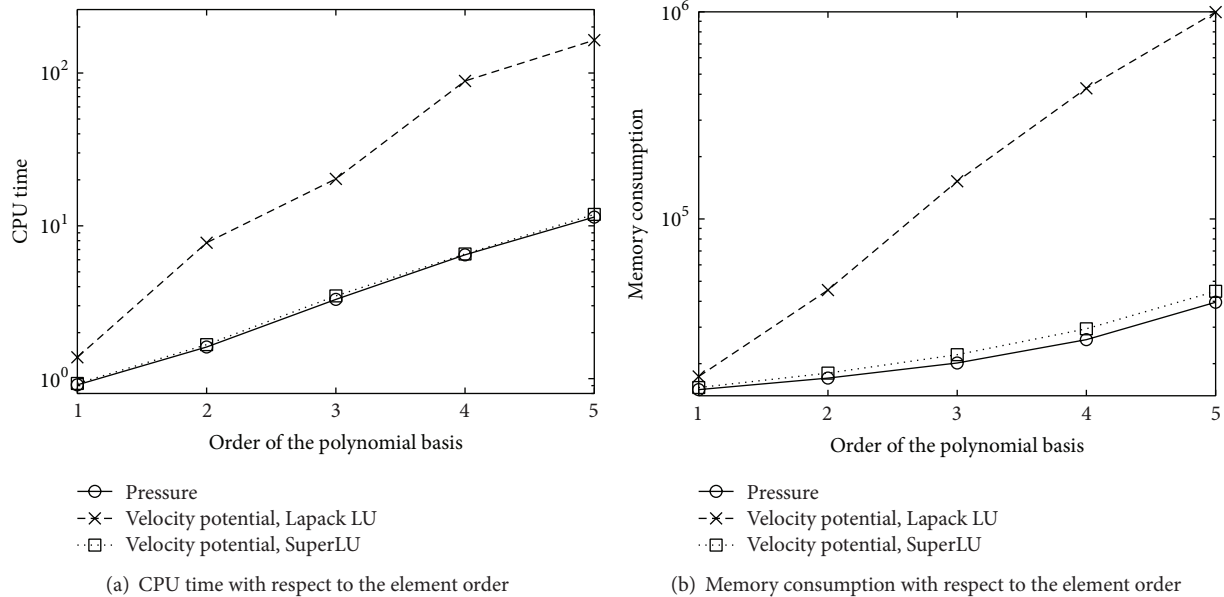 CPU time
10^2
10^1
10^0
1 2 3 4 5
Order of the polynomial basis
Pressure
Velocity potential, Lapack LU
Velocity potential, SuperLU
(a) CPU time with respect to the element order
Memory consumption
10^6
10^5
1 2 3 4 5
Order of the polynomial basis
Pressure
Velocity potential, Lapack LU
Velocity potential, SuperLU
(b) Memory consumption with respect to the element order